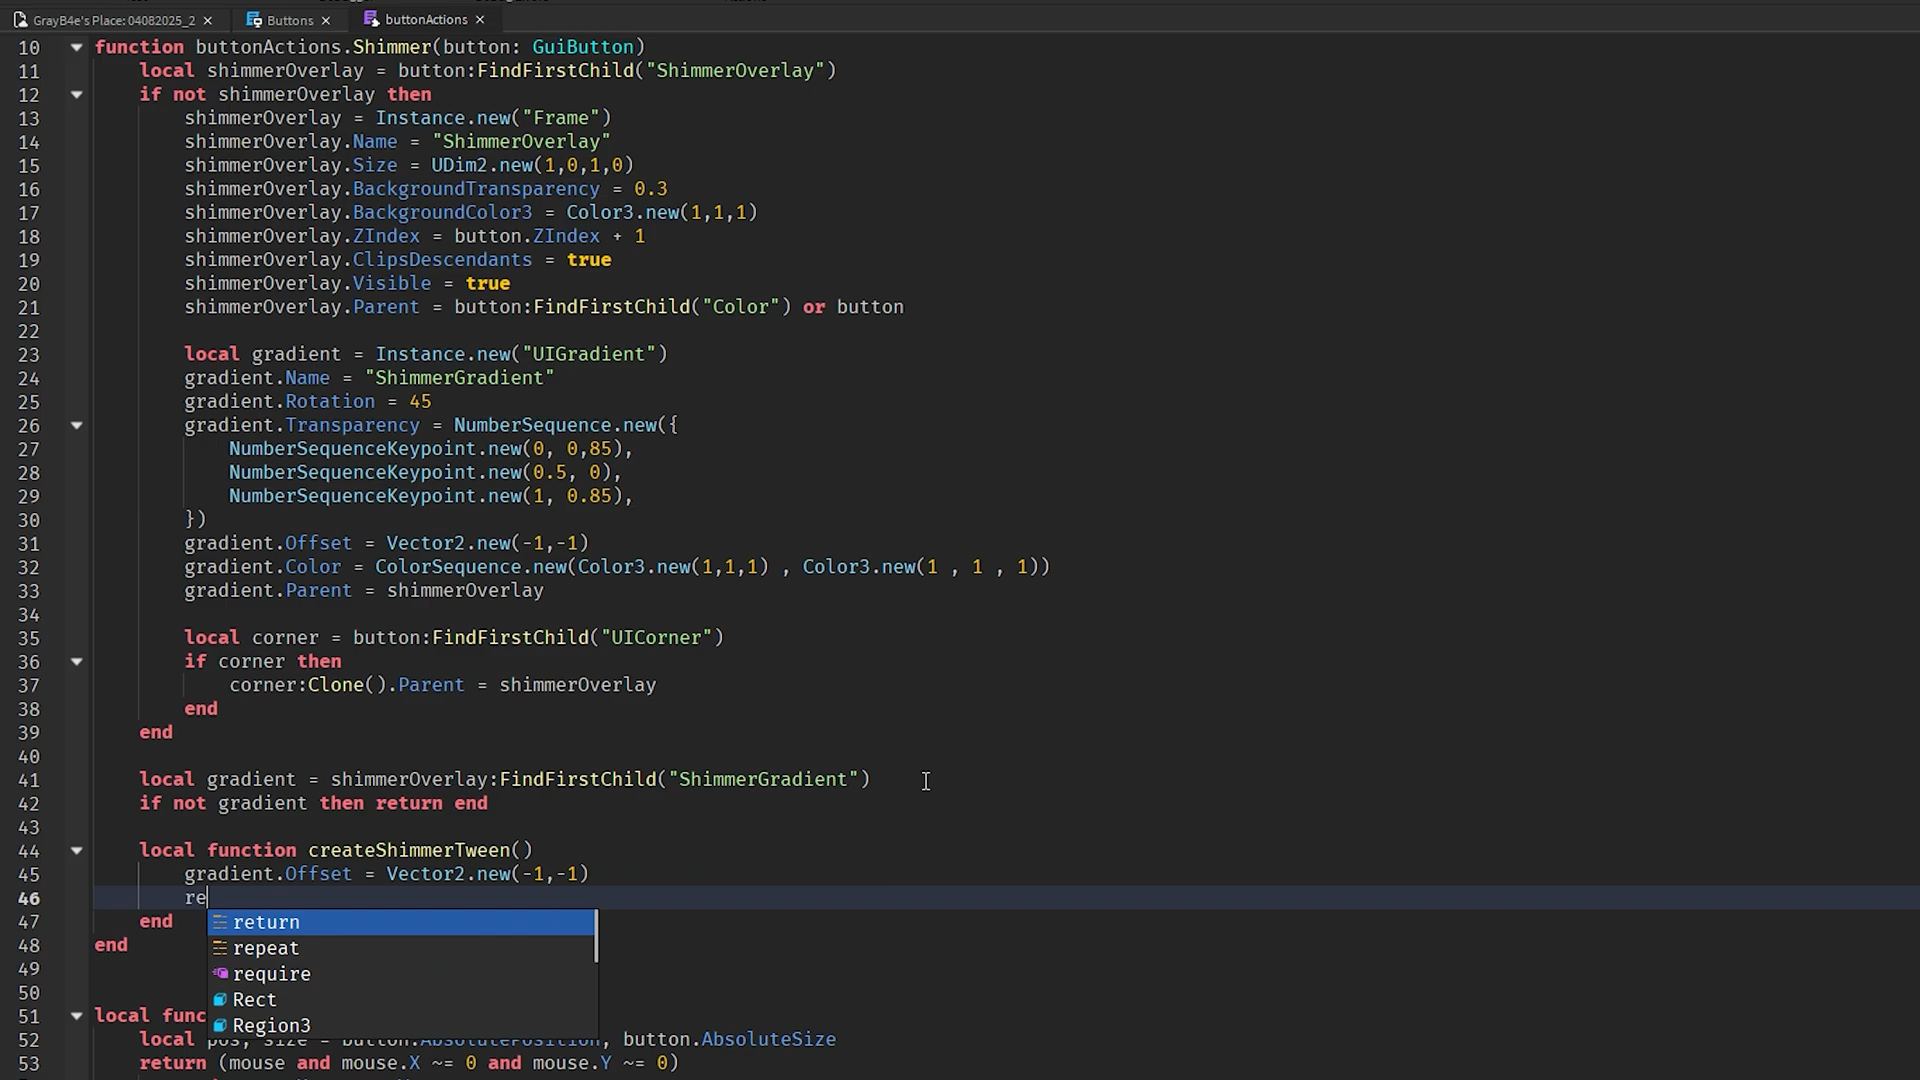 GrayB4e's Place: 04082025_2 × Buttons × buttonActions ×
10 function buttonActions.Shimmer(button: GuiButton)
11 local shimmerOverlay = button:FindFirstChild("ShimmerOverlay")
12 if not shimmerOverlay then
13 shimmerOverlay = Instance.new("Frame")
14 shimmerOverlay.Name = "ShimmerOverlay"
15 shimmerOverlay.Size = UDim2.new(1,0,1,0)
16 shimmerOverlay.BackgroundTransparency = 0.3
17 shimmerOverlay.BackgroundColor3 = Color3.new(1,1,1)
18 shimmerOverlay.ZIndex = button.ZIndex + 1
19 shimmerOverlay.ClipsDescendants = true
20 shimmerOverlay.Visible = true
21 shimmerOverlay.Parent = button:FindFirstChild("Color") or button
22
23 local gradient = Instance.new("UIGradient")
24 gradient.Name = "ShimmerGradient"
25 gradient.Rotation = 45
26 gradient.Transparency = NumberSequence.new({
27 NumberSequenceKeypoint.new(0, 0,85),
28 NumberSequenceKeypoint.new(0.5, 0),
29 NumberSequenceKeypoint.new(1, 0.85),
30 })
31 gradient.Offset = Vector2.new(-1,-1)
32 gradient.Color = ColorSequence.new(Color3.new(1,1,1) , Color3.new(1 , 1 , 1))
33 gradient.Parent = shimmerOverlay
34
35 local corner = button:FindFirstChild("UICorner")
36 if corner then
37 corner:Clone().Parent = shimmerOverlay
38 end
39 end
40
41 local gradient = shimmerOverlay:FindFirstChild("ShimmerGradient")
42 if not gradient then return end
43
44 local function createShimmerTween()
45 gradient.Offset = Vector2.new(-1,-1)
46 re
47 end
return
48 end
repeat
49
require
50
Rect
51 local func
Region3
52 local pos, size = button.AbsolutePosition, button.AbsoluteSize
53 return (mouse and mouse.X ~= 0 and mouse.Y ~= 0)